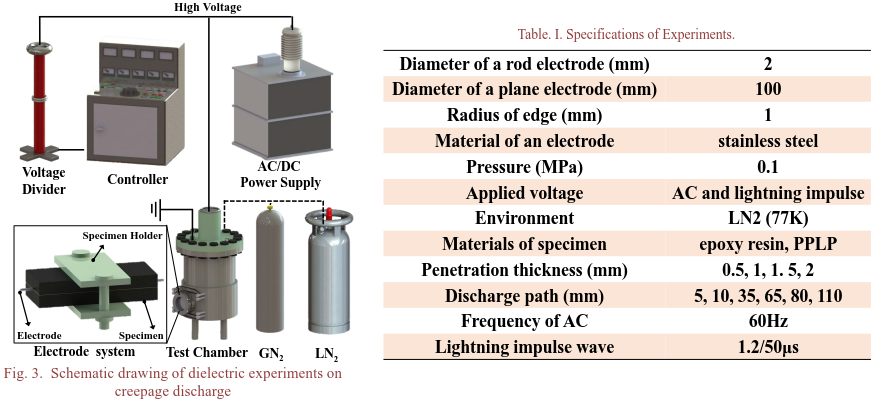 High Voltage
Voltage
Divider
Controller
AC/DC
Power Supply
Specimen Holder
Electrode
Specimen
Electrode system
Test Chamber
GN₂
LN₂
Fig. 3. Schematic drawing of dielectric experiments on
creepage discharge
Table. I. Specifications of Experiments.
Diameter of a rod electrode (mm) 2
Diameter of a plane electrode (mm) 100
Radius of edge (mm) 1
Material of an electrode stainless steel
Pressure (MPa) 0.1
Applied voltage AC and lightning impulse
Environment LN2 (77K)
Materials of specimen epoxy resin, PPLP
Penetration thickness (mm) 0.5, 1, 1. 5, 2
Discharge path (mm) 5, 10, 35, 65, 80, 110
Frequency of AC 60Hz
Lightning impulse wave 1.2/50μs